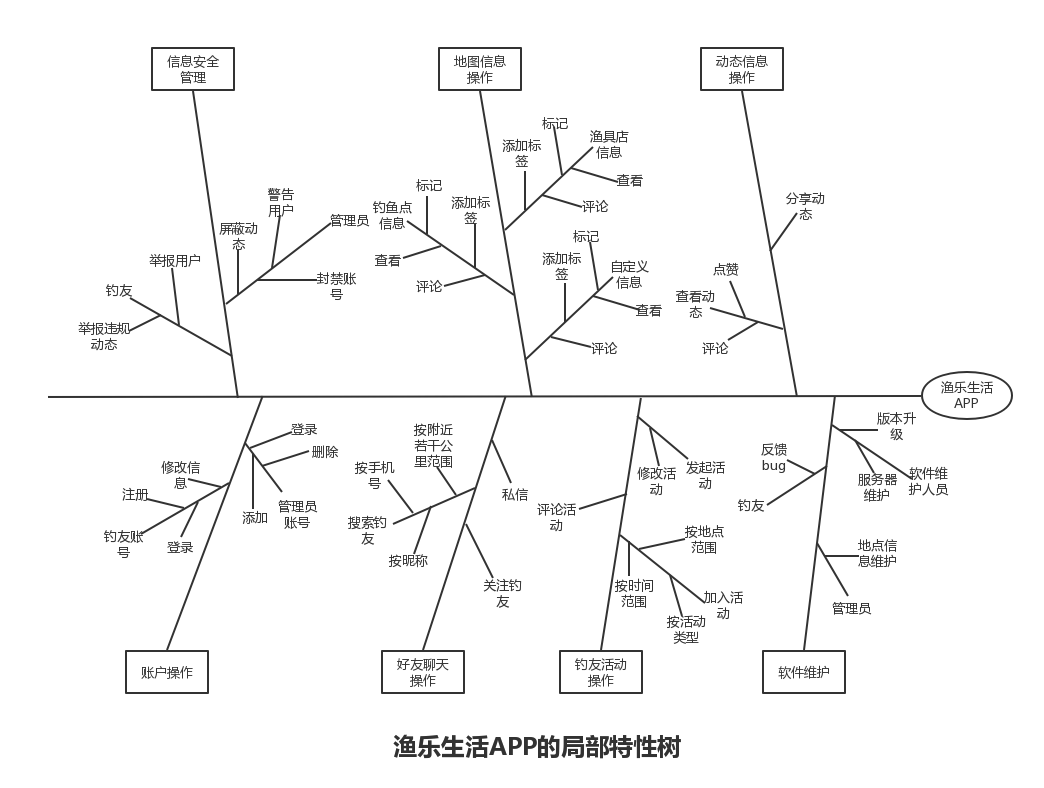 信息安全
管理
地图信息
操作
动态信息
操作
警告
用户
屏蔽动
态
管理员
举报用户
封禁账
号
钓友
举报违规
动态
标记
钓鱼点
信息
添加标
签
查看
评论
标记
添加标
签
渔具店
信息
查看
评论
标记
添加标
签
自定义
信息
查看
评论
分享动
态
点赞
查看动
态
评论
渔乐生活
APP
登录
删除
修改信
息
注册
添加
管理员
账号
钓友账
号
登录
账户操作
按附近
若干公
里范围
按手机
号
私信
搜索钓
友
按昵称
关注钓
友
好友聊天
操作
修改活
动
发起活
动
评论活
动
按地点
范围
按时间
范围
加入活
动
按活动
类型
钓友活动
操作
版本升
级
反馈
bug
服务器
维护
软件维
护人员
钓友
地点信
息维护
管理员
软件维护
渔乐生活APP的局部特性树